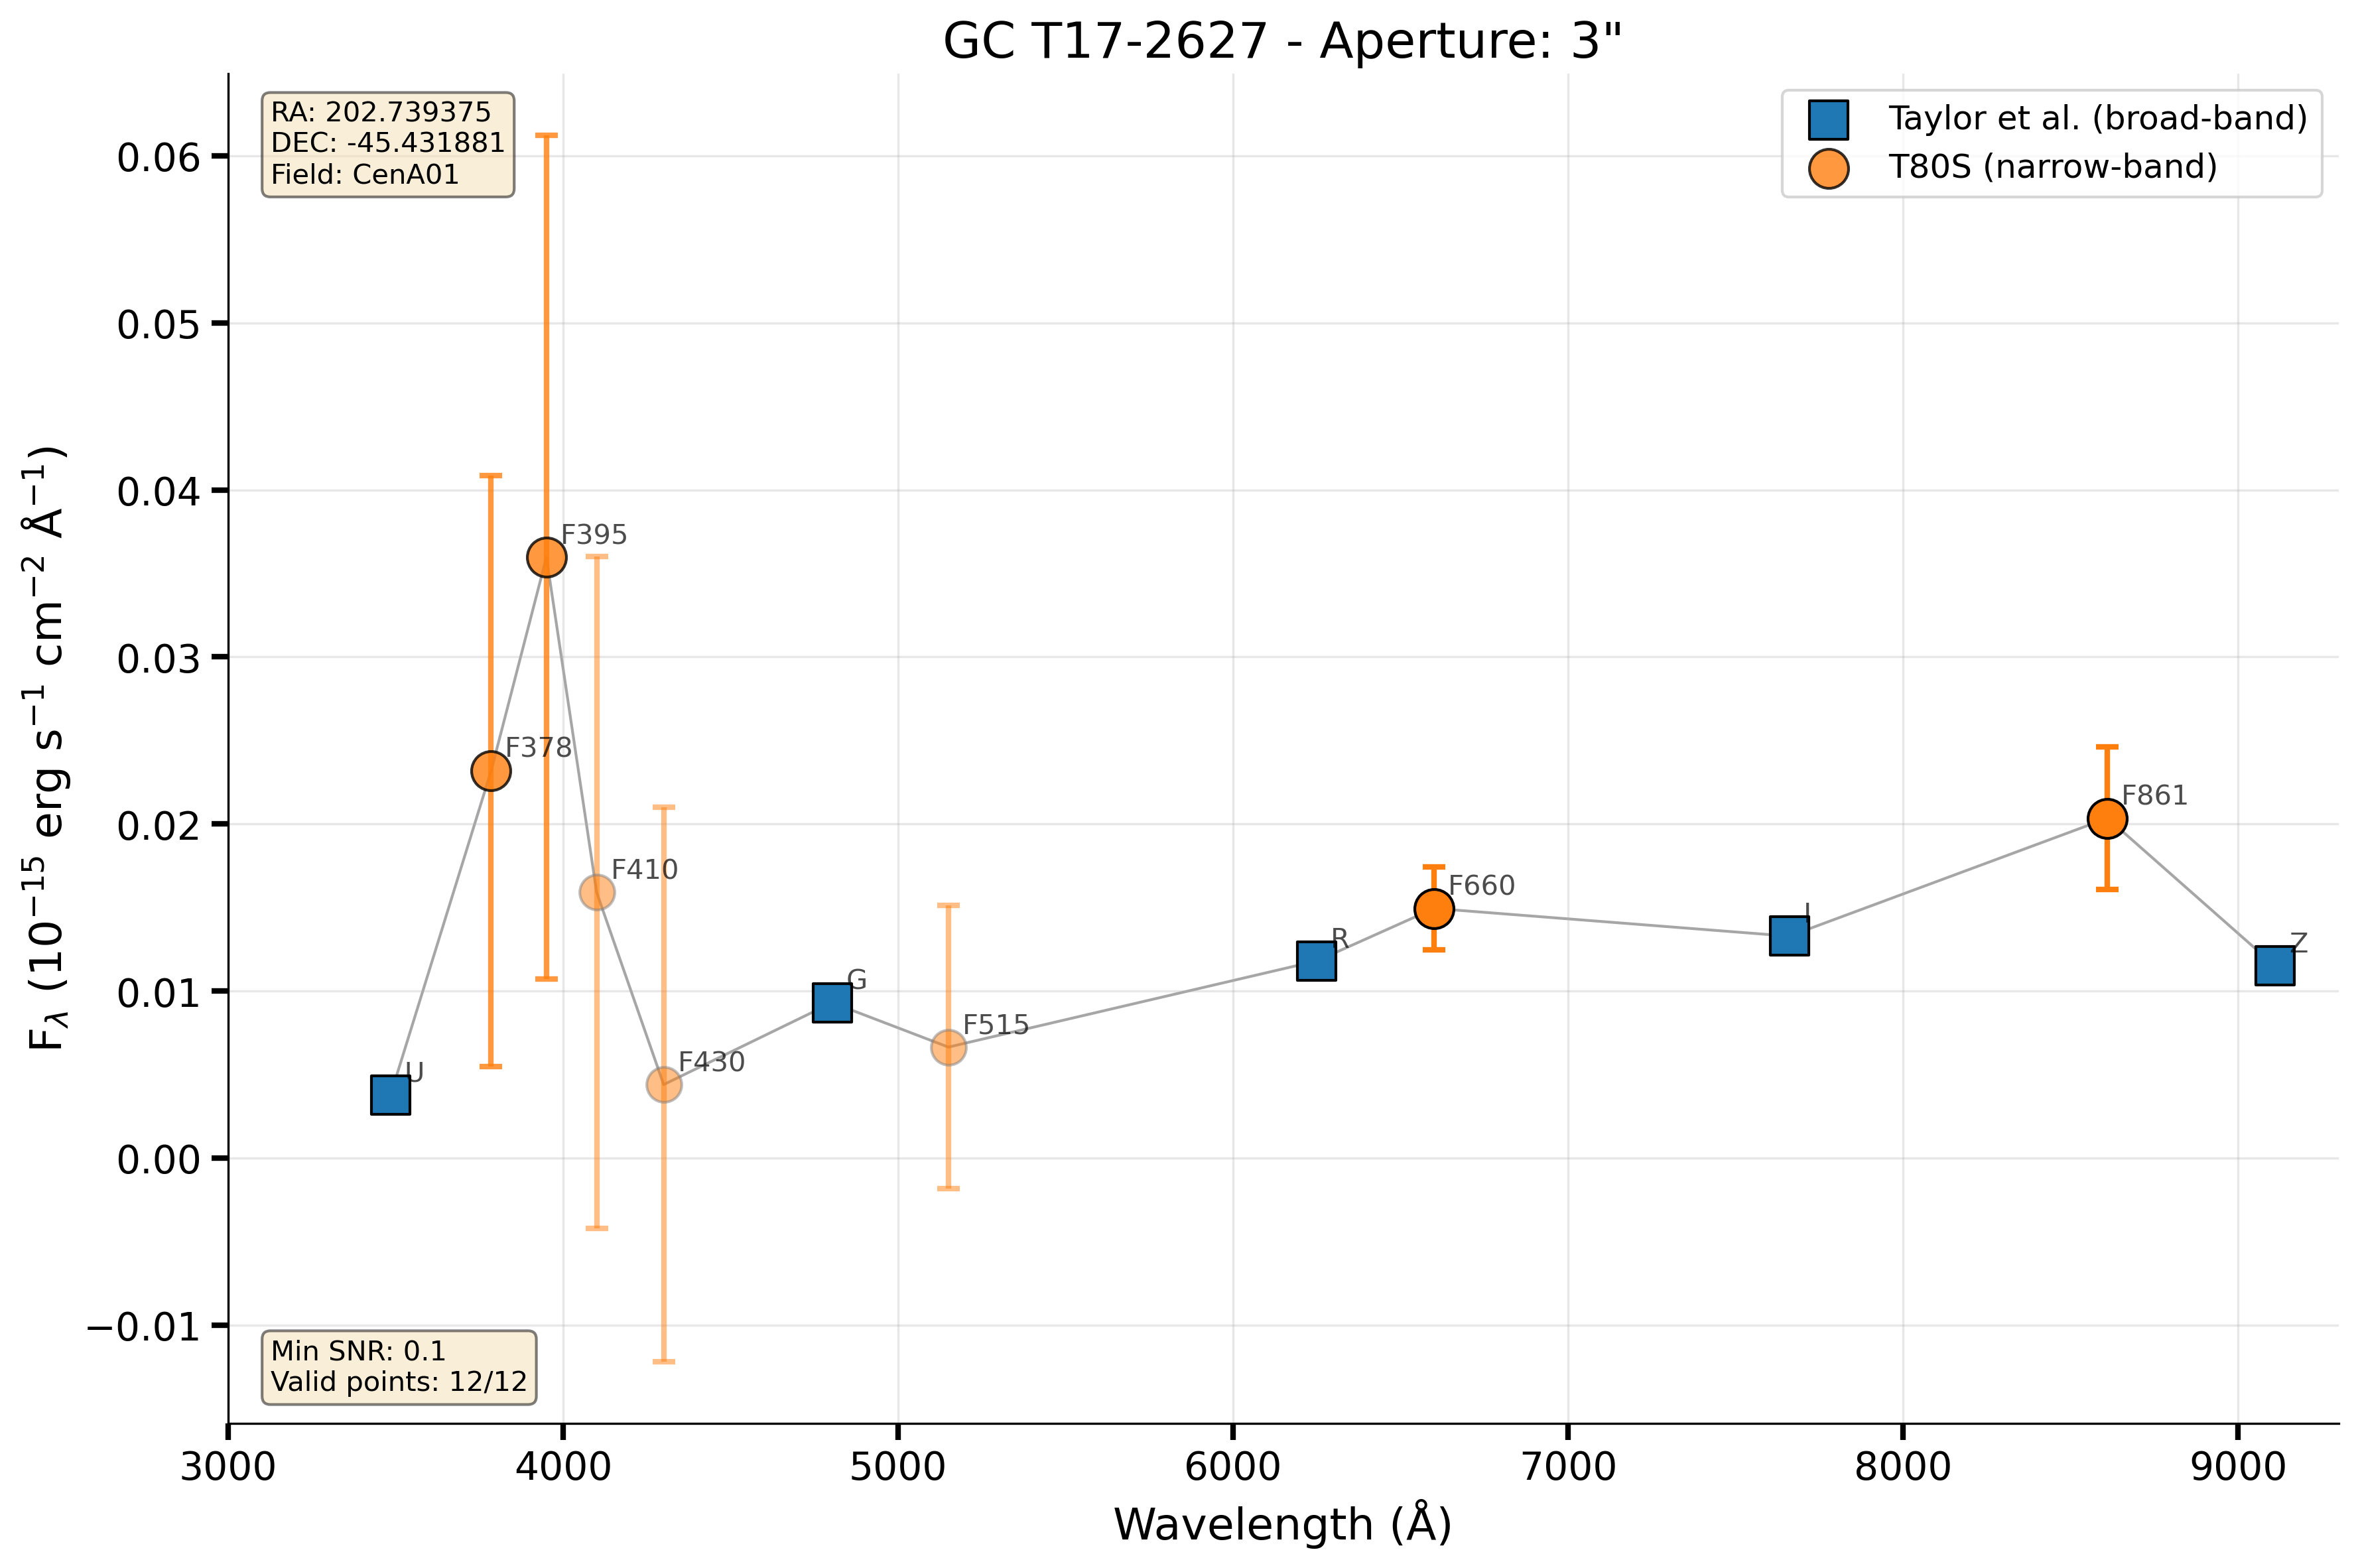 GC T17-2627 - Aperture: 3"
RA: 202.739375
DEC: -45.431881
Field: CenA01
Taylor et al. (broad-band)
T80S (narrow-band)
0.06
0.05
0.04
0.03
0.02
0.01
0.00
−0.01
F_λ (10⁻¹⁵ erg s⁻¹ cm⁻² Å⁻¹)
U
F378
F395
F410
F430
G
F515
R
F660
I
F861
Z
Min SNR: 0.1
Valid points: 12/12
3000
4000
5000
6000
7000
8000
9000
Wavelength (Å)